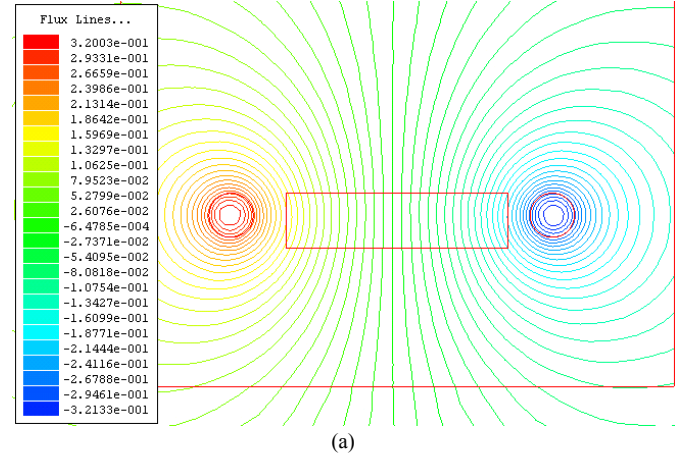 Flux Lines...
3.2003e-001
2.9331e-001
2.6659e-001
2.3986e-001
2.1314e-001
1.8642e-001
1.5969e-001
1.3297e-001
1.0625e-001
7.9523e-002
5.2799e-002
2.6076e-002
-6.4785e-004
-2.7371e-002
-5.4095e-002
-8.0818e-002
-1.0754e-001
-1.3427e-001
-1.6099e-001
-1.8771e-001
-2.1444e-001
-2.4116e-001
-2.6788e-001
-2.9461e-001
-3.2133e-001
(a)